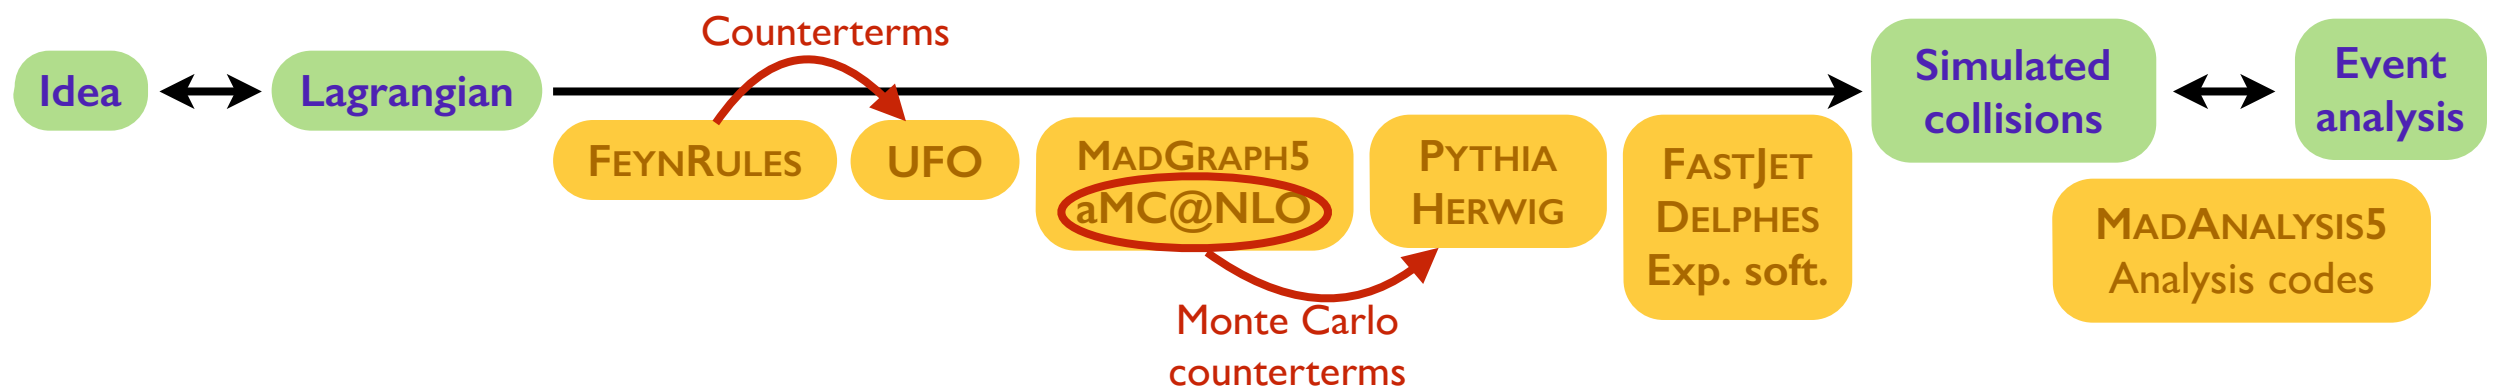 Counterterms
Idea
Lagrangian
Simulated
collisions
Event
analysis
FEYNRULES
UFO
MADGRAPH5
aMC@NLO
PYTHIA
HERWIG
FASTJET
DELPHES
Exp. soft.
MADANALYSIS5
Analysis codes
Monte Carlo
counterterms